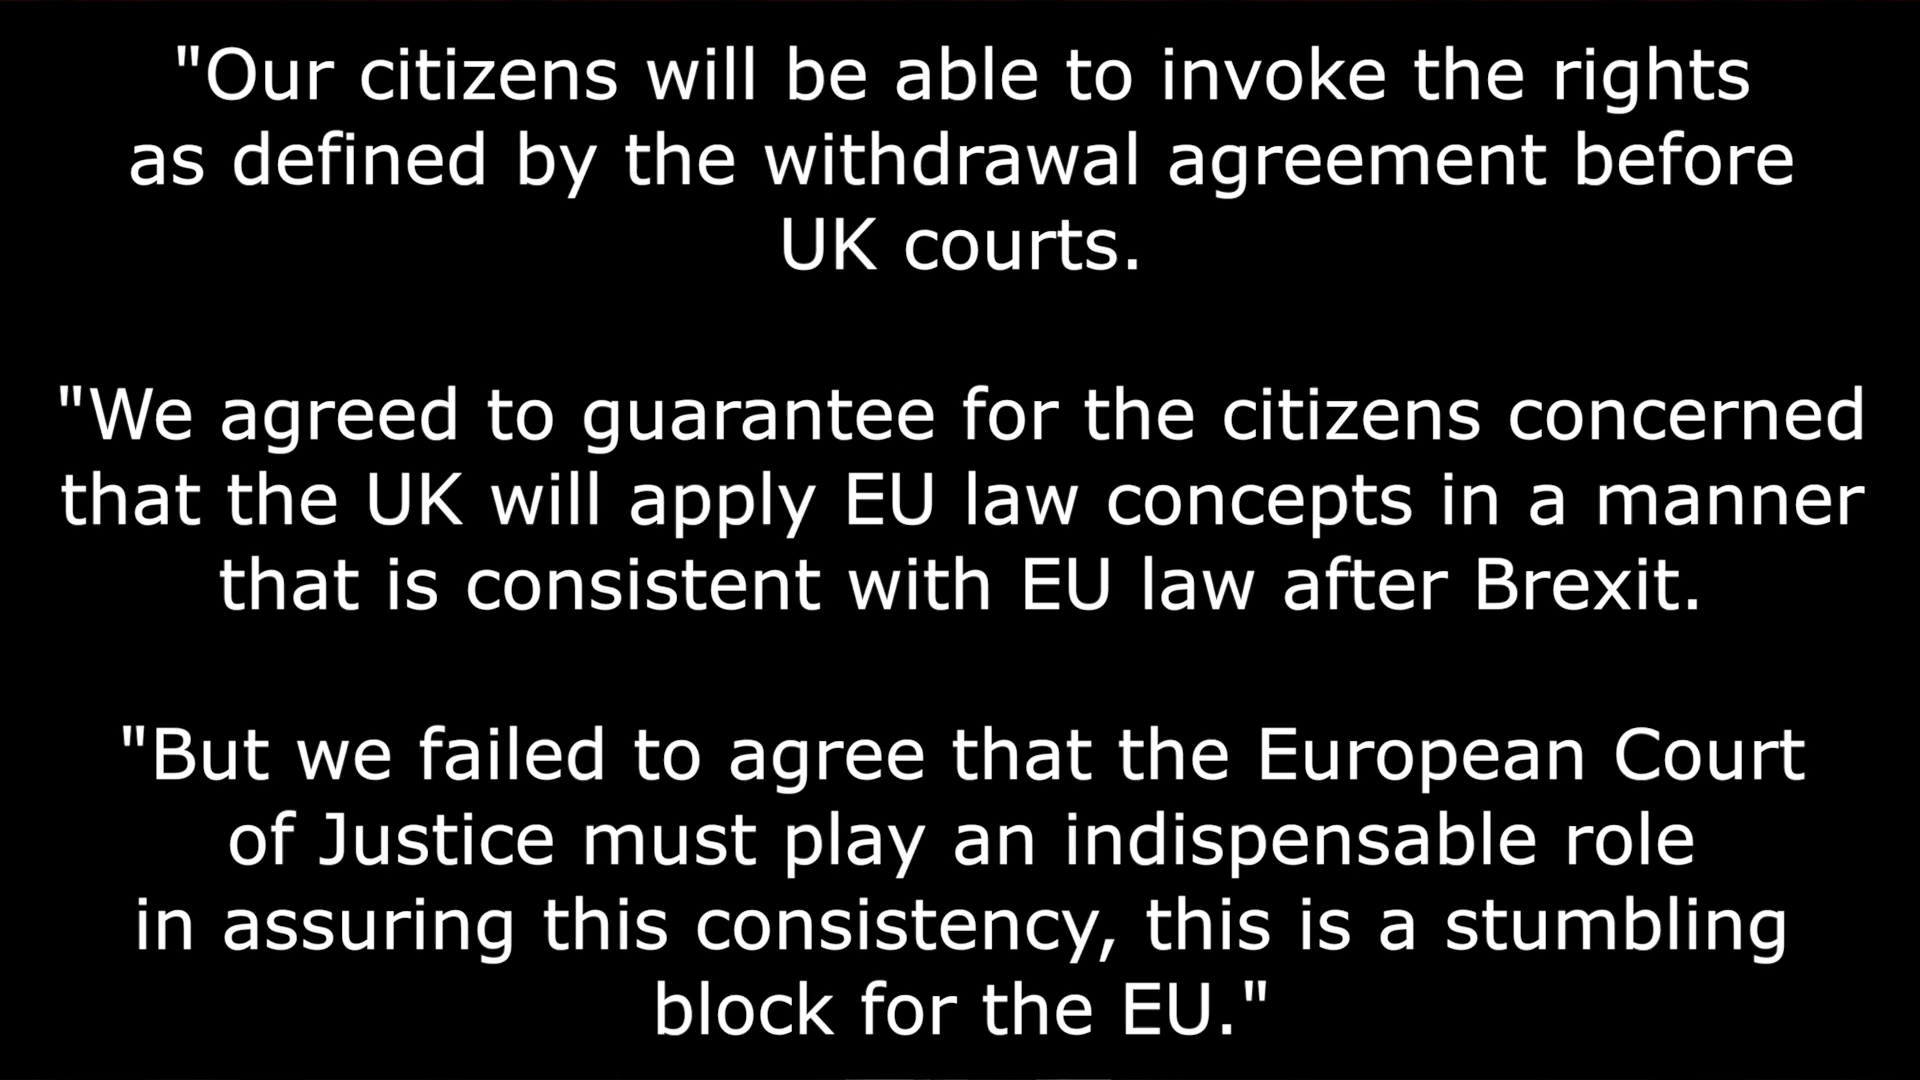 "Our citizens will be able to invoke the rights
as defined by the withdrawal agreement before
UK courts.
"We agreed to guarantee for the citizens concerned
that the UK will apply EU law concepts in a manner
that is consistent with EU law after Brexit.
"But we failed to agree that the European Court
of Justice must play an indispensable role
in assuring this consistency, this is a stumbling
block for the EU."